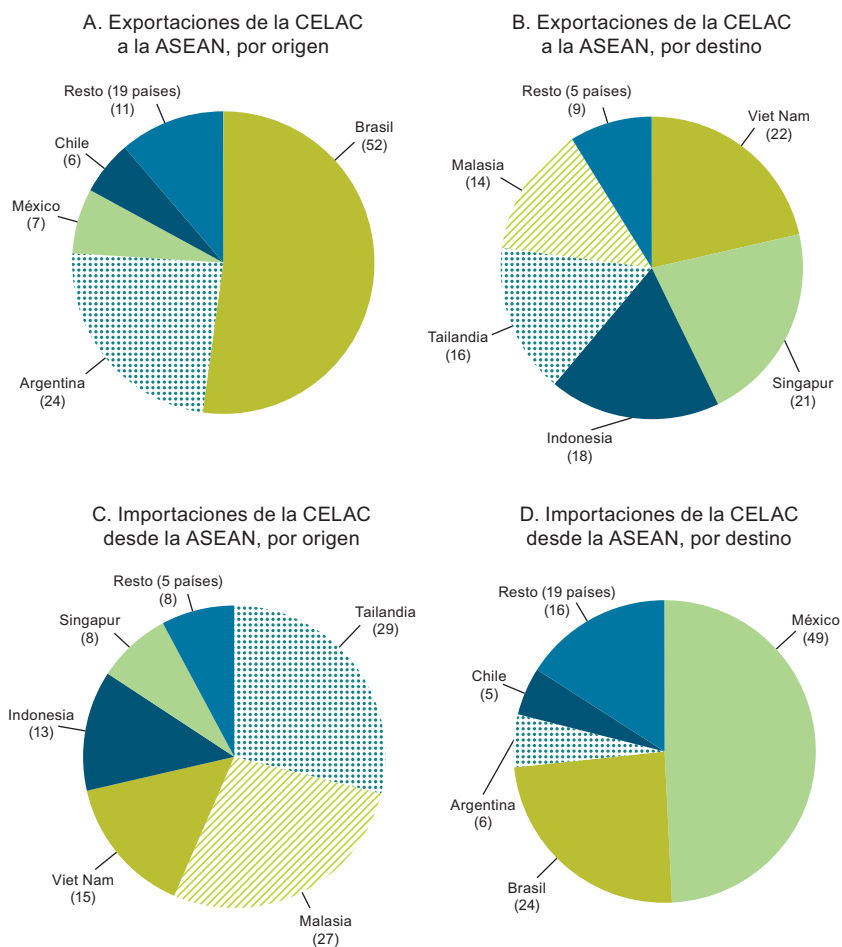 A. Exportaciones de la CELAC
a la ASEAN, por origen
Resto (19 países)
(11)
Brasil
(52)
Chile
(6)
México
(7)
Argentina
(24)
B. Exportaciones de la CELAC
a la ASEAN, por destino
Resto (5 países)
(9)
Viet Nam
(22)
Malasia
(14)
Tailandia
(16)
Singapur
(21)
Indonesia
(18)
C. Importaciones de la CELAC
desde la ASEAN, por origen
Resto (5 países)
(8)
Tailandia
(29)
Singapur
(8)
Indonesia
(13)
Viet Nam
(15)
Malasia
(27)
D. Importaciones de la CELAC
desde la ASEAN, por destino
Resto (19 países)
(16)
México
(49)
Chile
(5)
Argentina
(6)
Brasil
(24)